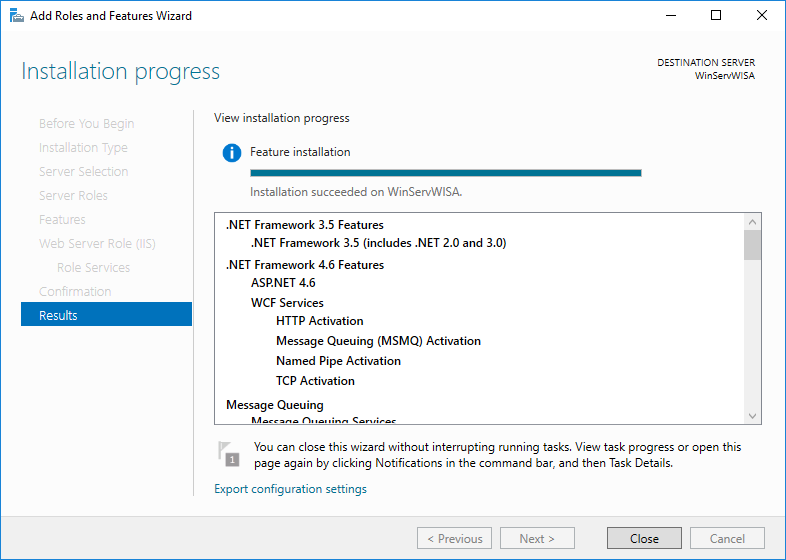 Add Roles and Features Wizard
Installation progress
DESTINATION SERVER
WinServWISA
Before You Begin
Installation Type
Server Selection
Server Roles
Features
Web Server Role (IIS)
Role Services
Confirmation
Results
View installation progress
Feature installation
Installation succeeded on WinServWISA.
.NET Framework 3.5 Features
.NET Framework 3.5 (includes .NET 2.0 and 3.0)
.NET Framework 4.6 Features
ASP.NET 4.6
WCF Services
HTTP Activation
Message Queuing (MSMQ) Activation
Named Pipe Activation
TCP Activation
Message Queuing
Message Queuing Services
1
You can close this wizard without interrupting running tasks. View task progress or open this
page again by clicking Notifications in the command bar, and then Task Details.
Export configuration settings
< Previous
Next >
Close
Cancel